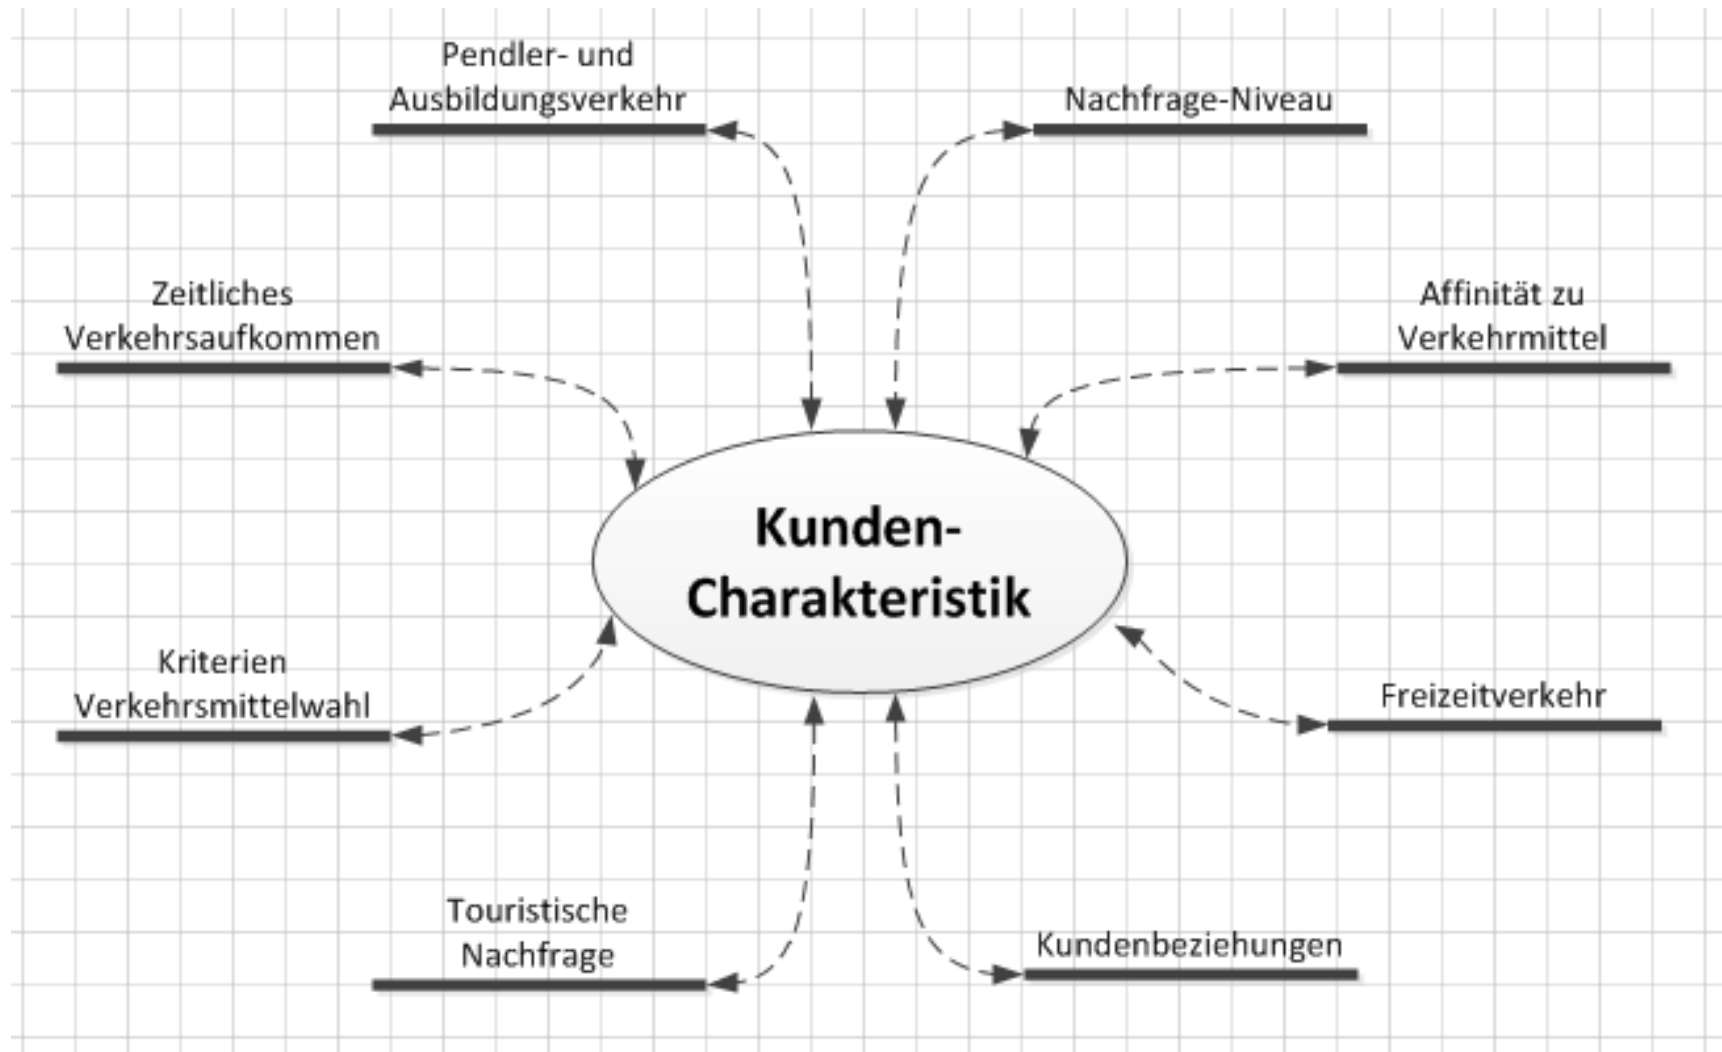 Pendler- und
Ausbildungsverkehr
Nachfrage-Niveau
Zeitliches
Verkehrsaufkommen
Affinität zu
Verkehrmittel
Kunden-
Charakteristik
Kriterien
Verkehrsmittelwahl
Freizeitverkehr
Touristische
Nachfrage
Kundenbeziehungen